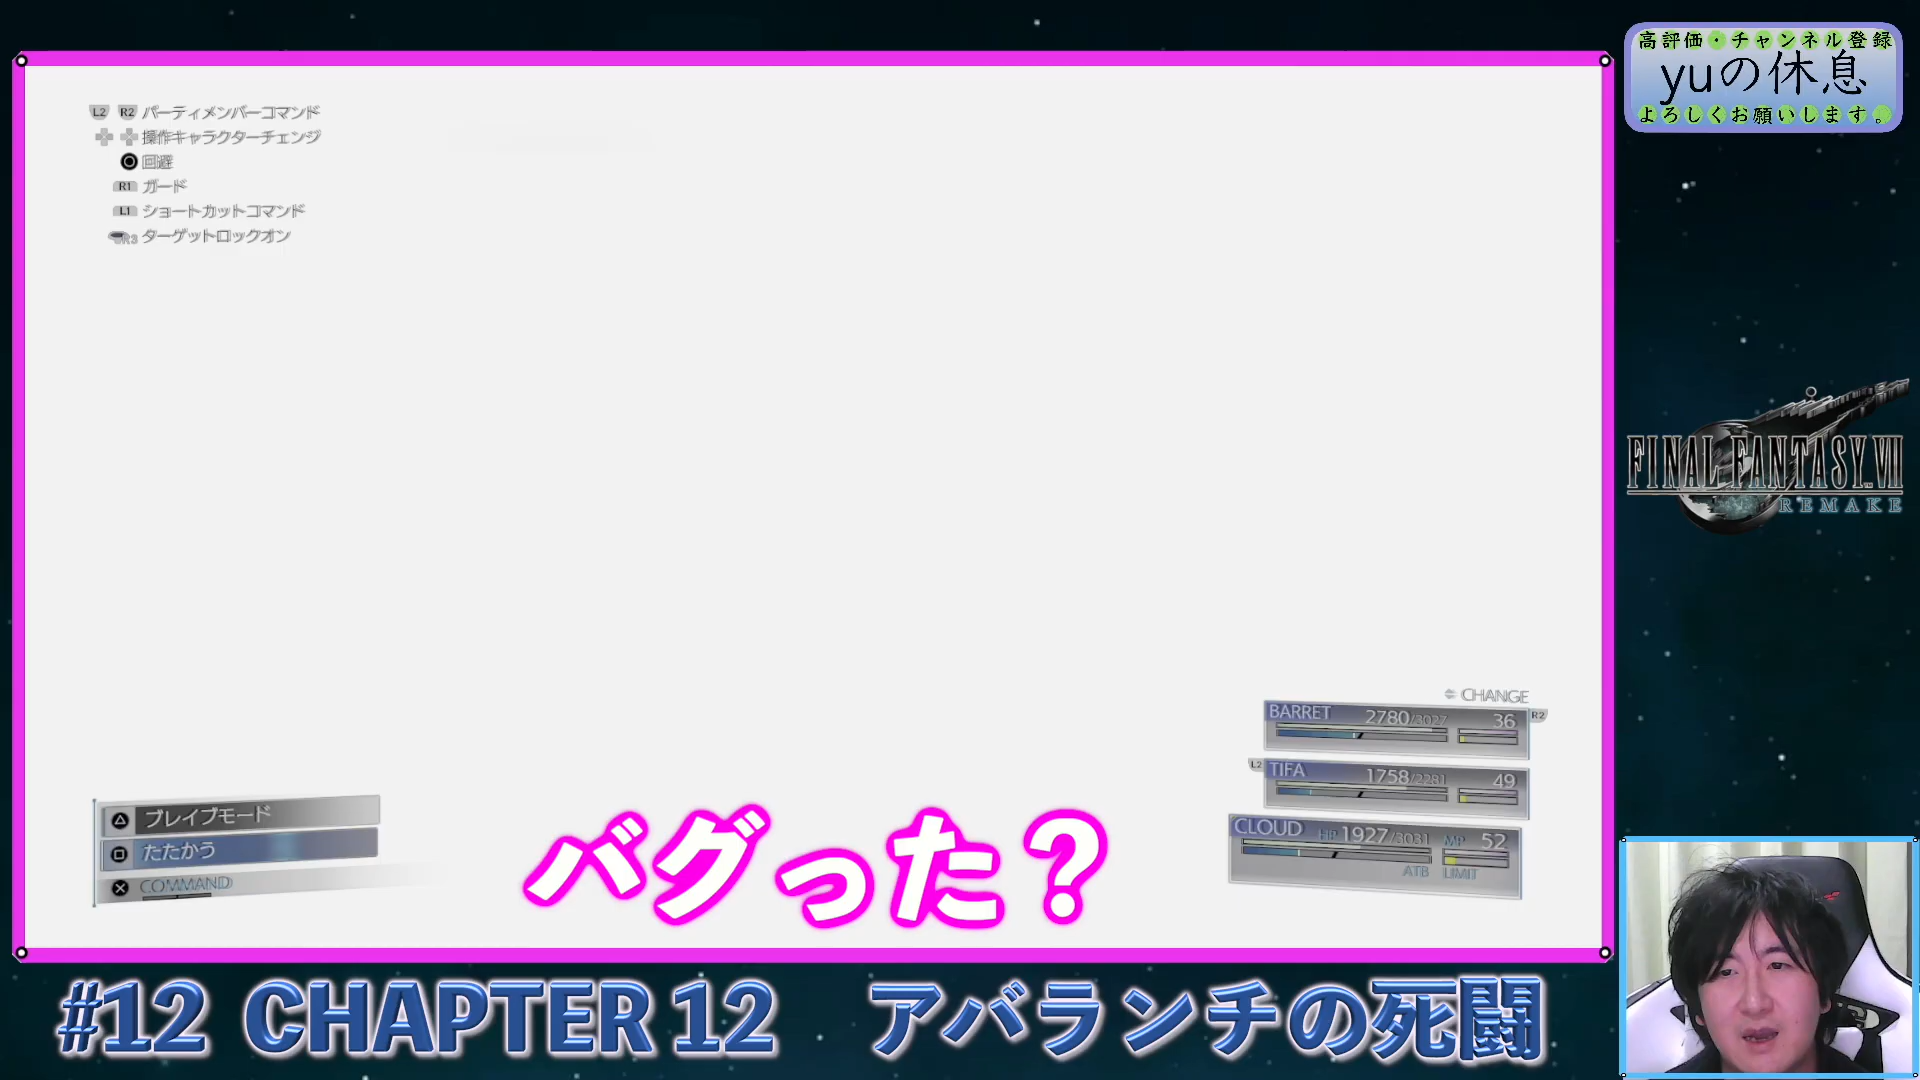 高評価・チャンネル登録
yuの休息
よろしくお願いします。
L2 R2 パーティメンバーコマンド
操作キャラクターチェンジ
回避
R1 ガード
L1 ショートカットコマンド
R3 ターゲットロックオン
FINAL FANTASY VII
REMAKE
CHANGE
BARRET 2780/3027 36 R2
L2 TIFA 1758/2281 49
CLOUD HP 1927/3031 MP 52
ATB LIMIT
ブレイブモード
たたかう
COMMAND
バグった?
#12 CHAPTER 12 アバランチの死闘